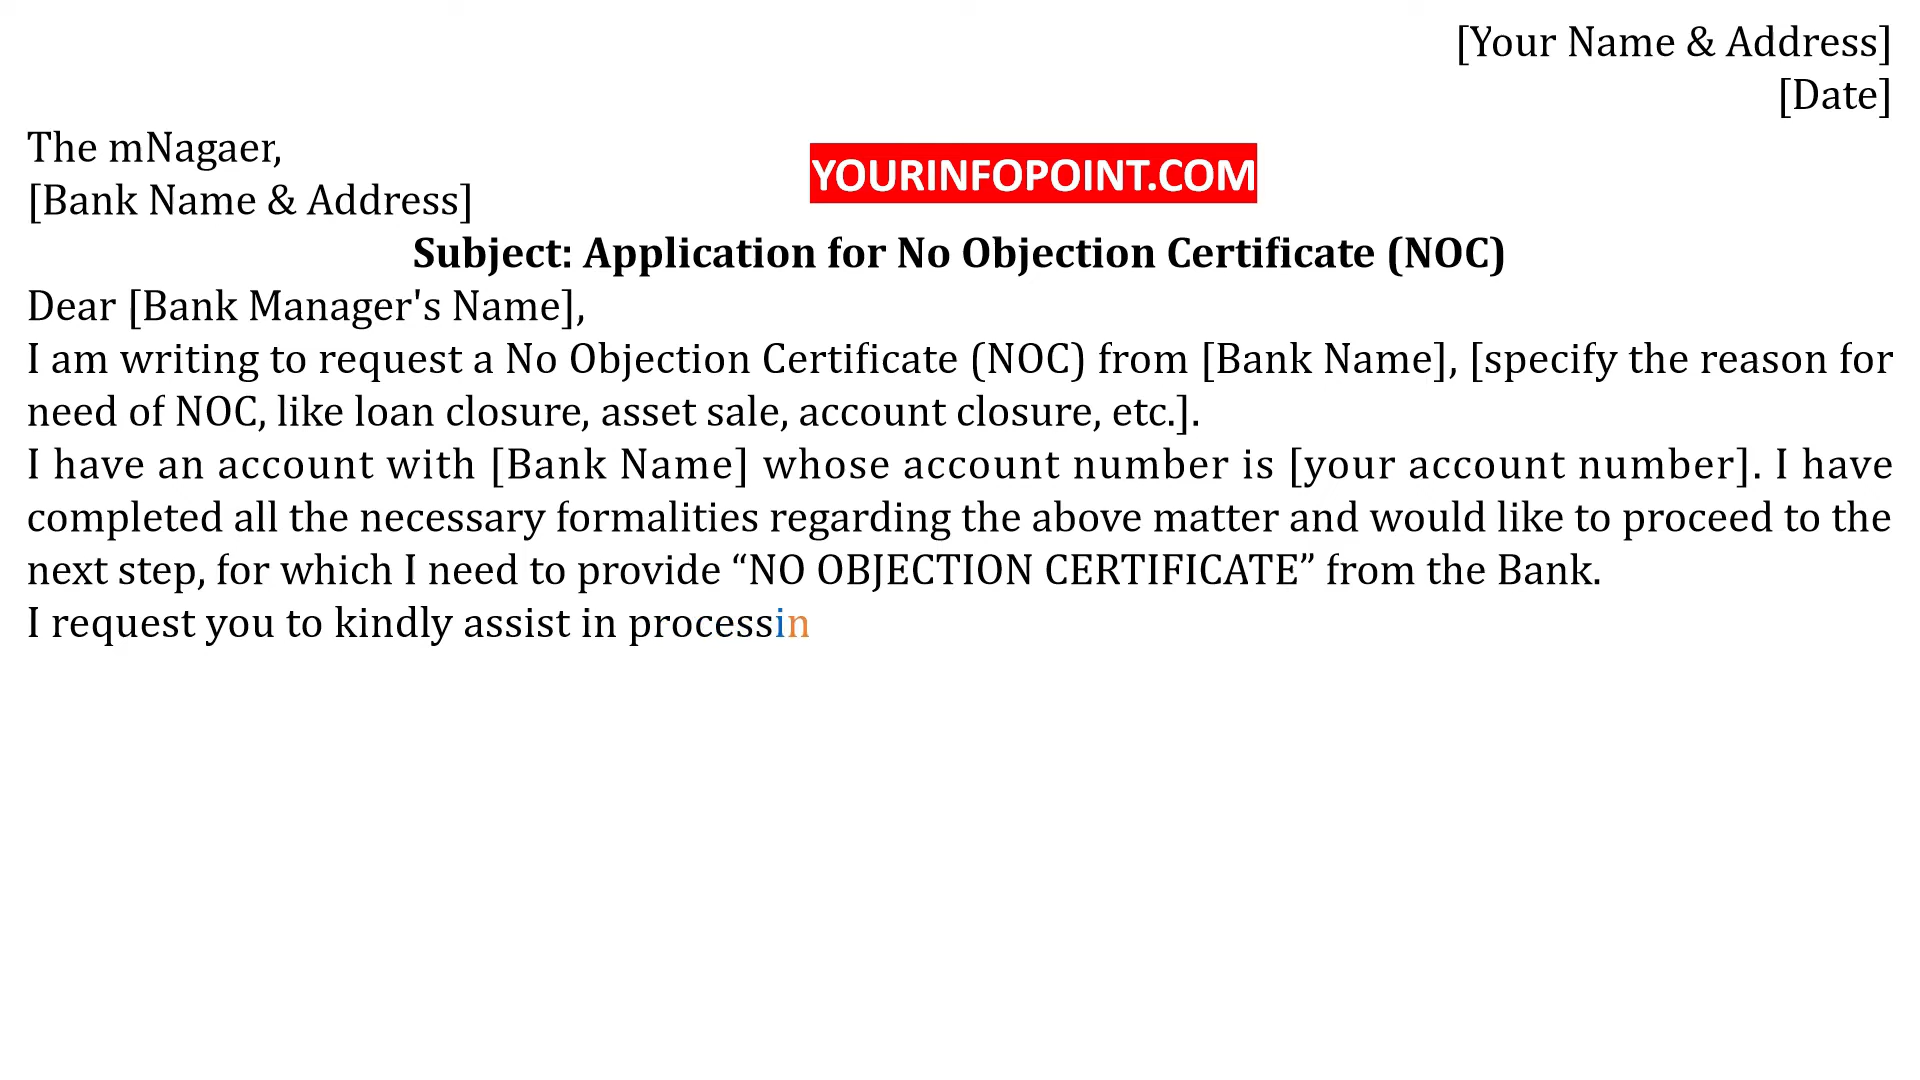 [Your Name & Address]
[Date]
The mNagaer,
YOURINFOPOINT.COM
[Bank Name & Address]
Subject: Application for No Objection Certificate (NOC)
Dear [Bank Manager's Name],
I am writing to request a No Objection Certificate (NOC) from [Bank Name], [specify the reason for
need of NOC, like loan closure, asset sale, account closure, etc.].
I have an account with [Bank Name] whose account number is [your account number]. I have
completed all the necessary formalities regarding the above matter and would like to proceed to the
next step, for which I need to provide “NO OBJECTION CERTIFICATE” from the Bank.
I request you to kindly assist in processin